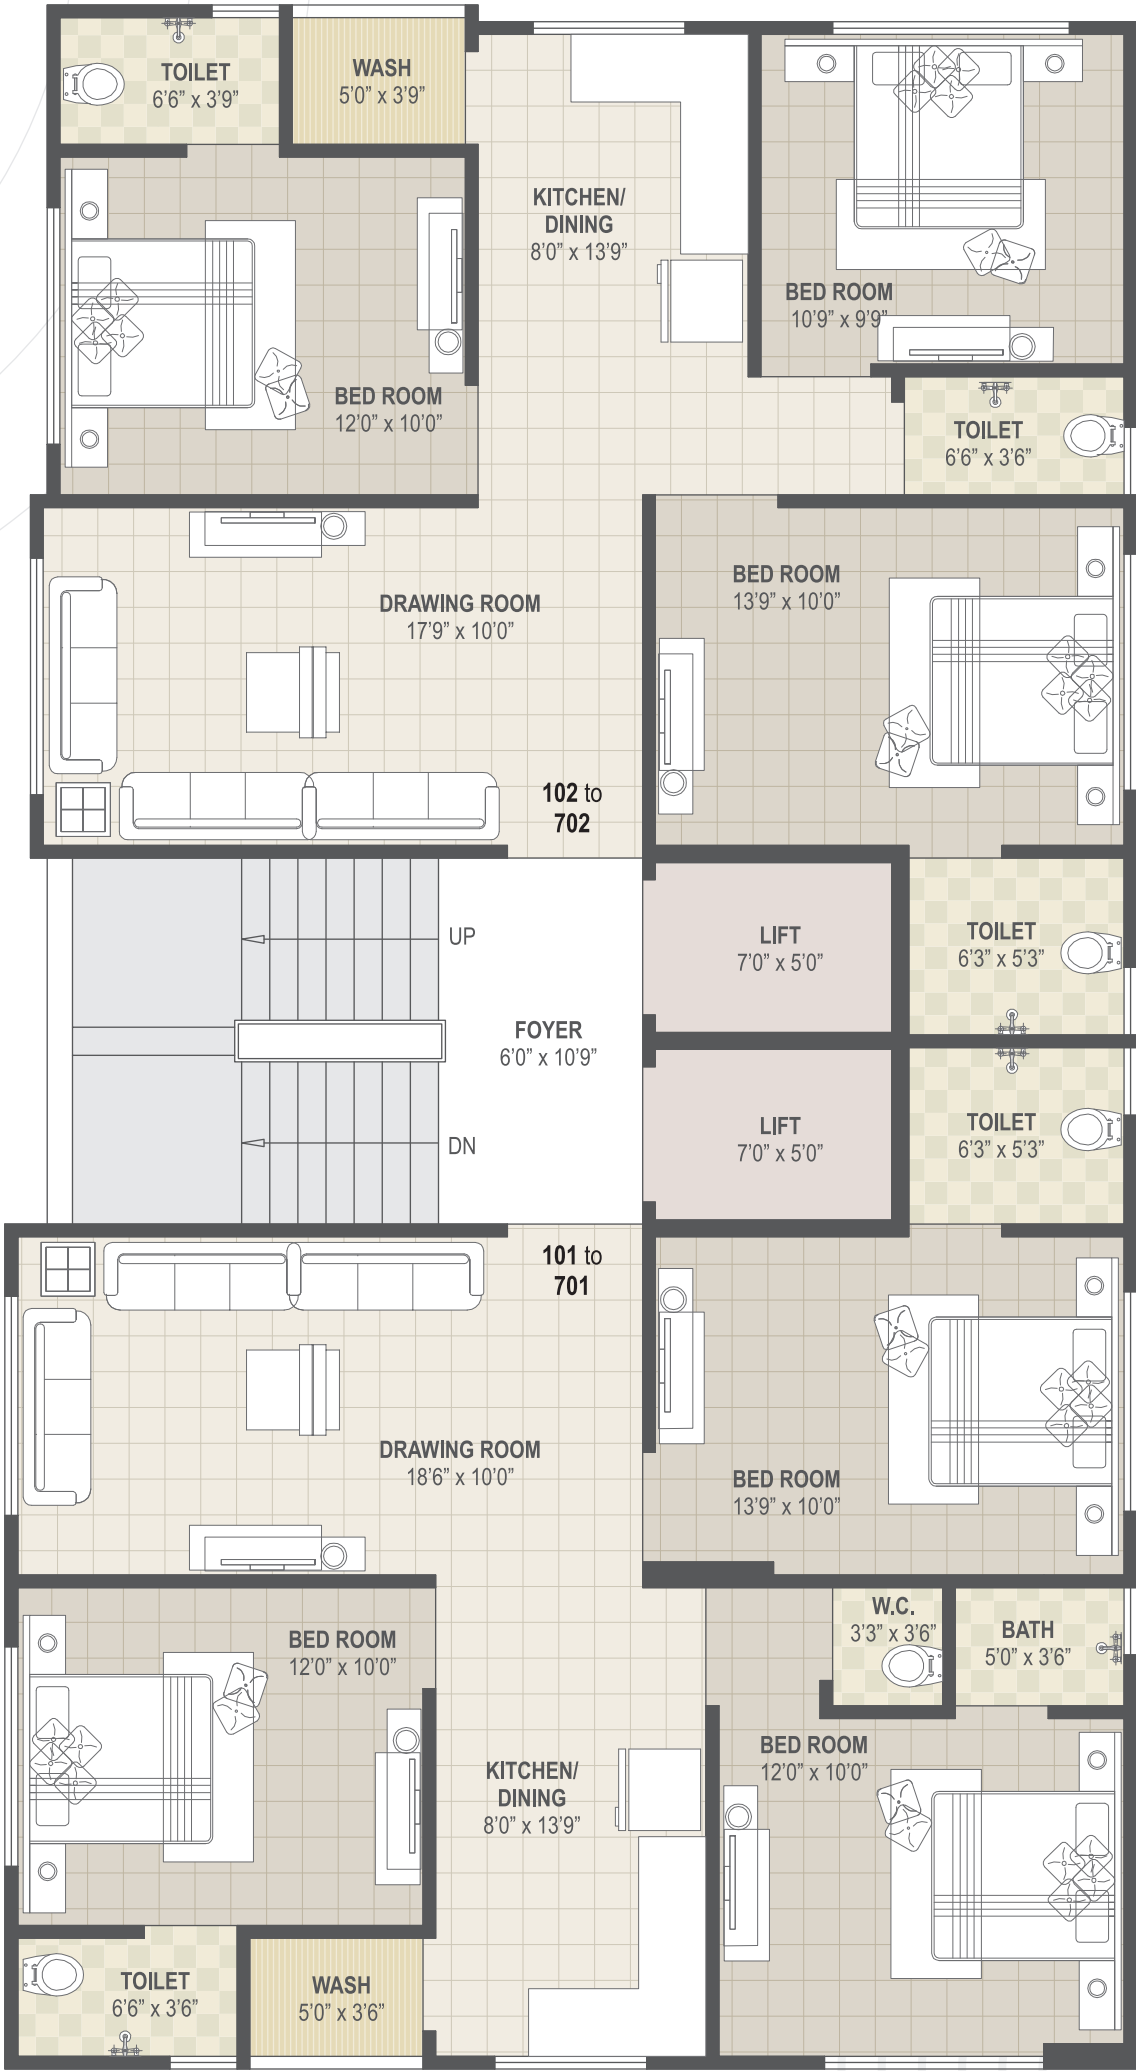 TOILET
6'6” x 3'9”
WASH
5'0” x 3'9”
KITCHEN/
DINING
8'0” x 13'9”
BED ROOM
10'9” x 9'9”
BED ROOM
12'0” x 10'0”
TOILET
6'6” x 3'6”
DRAWING ROOM
17'9” x 10'0”
BED ROOM
13'9” x 10'0”
102 to
702
UP
LIFT
7'0” x 5'0”
TOILET
6'3” x 5'3”
FOYER
6'0” x 10'9”
DN
LIFT
7'0” x 5'0”
TOILET
6'3” x 5'3”
101 to
701
DRAWING ROOM
18'6” x 10'0”
BED ROOM
13'9” x 10'0”
BED ROOM
12'0” x 10'0”
W.C.
3'3” x 3'6”
BATH
5'0” x 3'6”
KITCHEN/
DINING
8'0” x 13'9”
BED ROOM
12'0” x 10'0”
TOILET
6'6” x 3'6”
WASH
5'0” x 3'6”